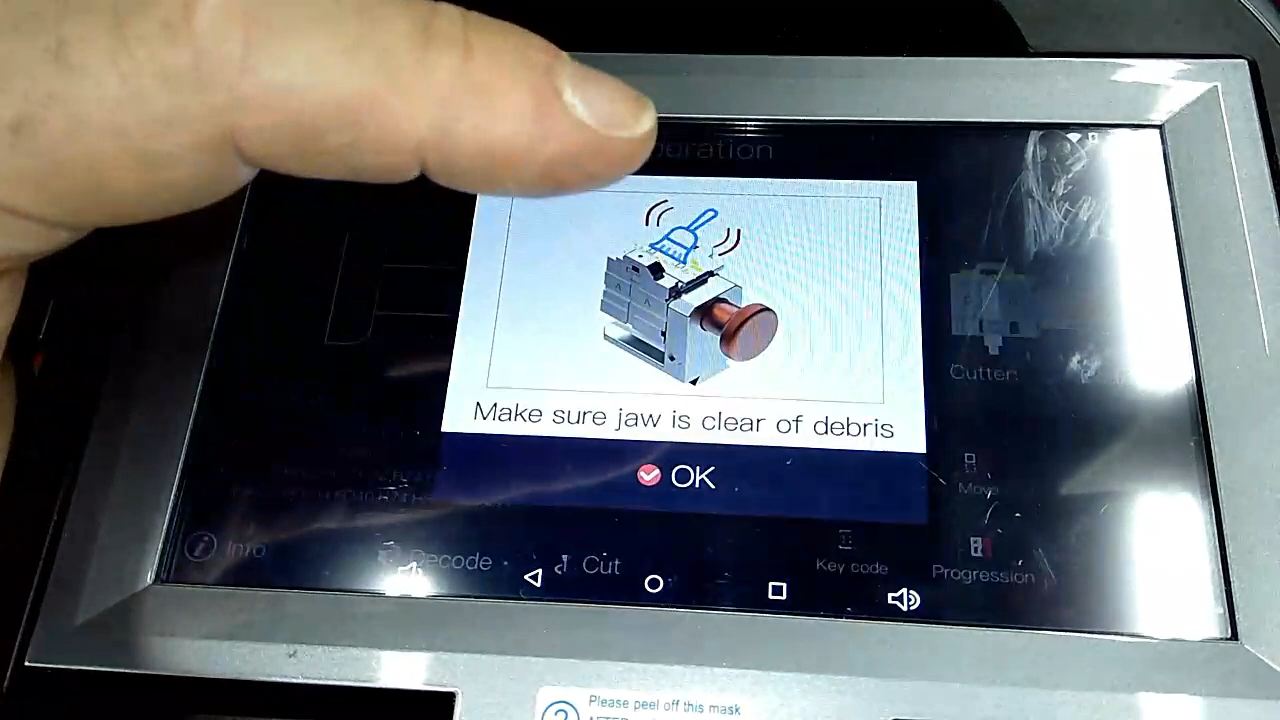 Make sure jaw is clear of debris
OK
Cutter:
Move
Info
Decode
Cut
Key code
Progression
Please peel off this mask